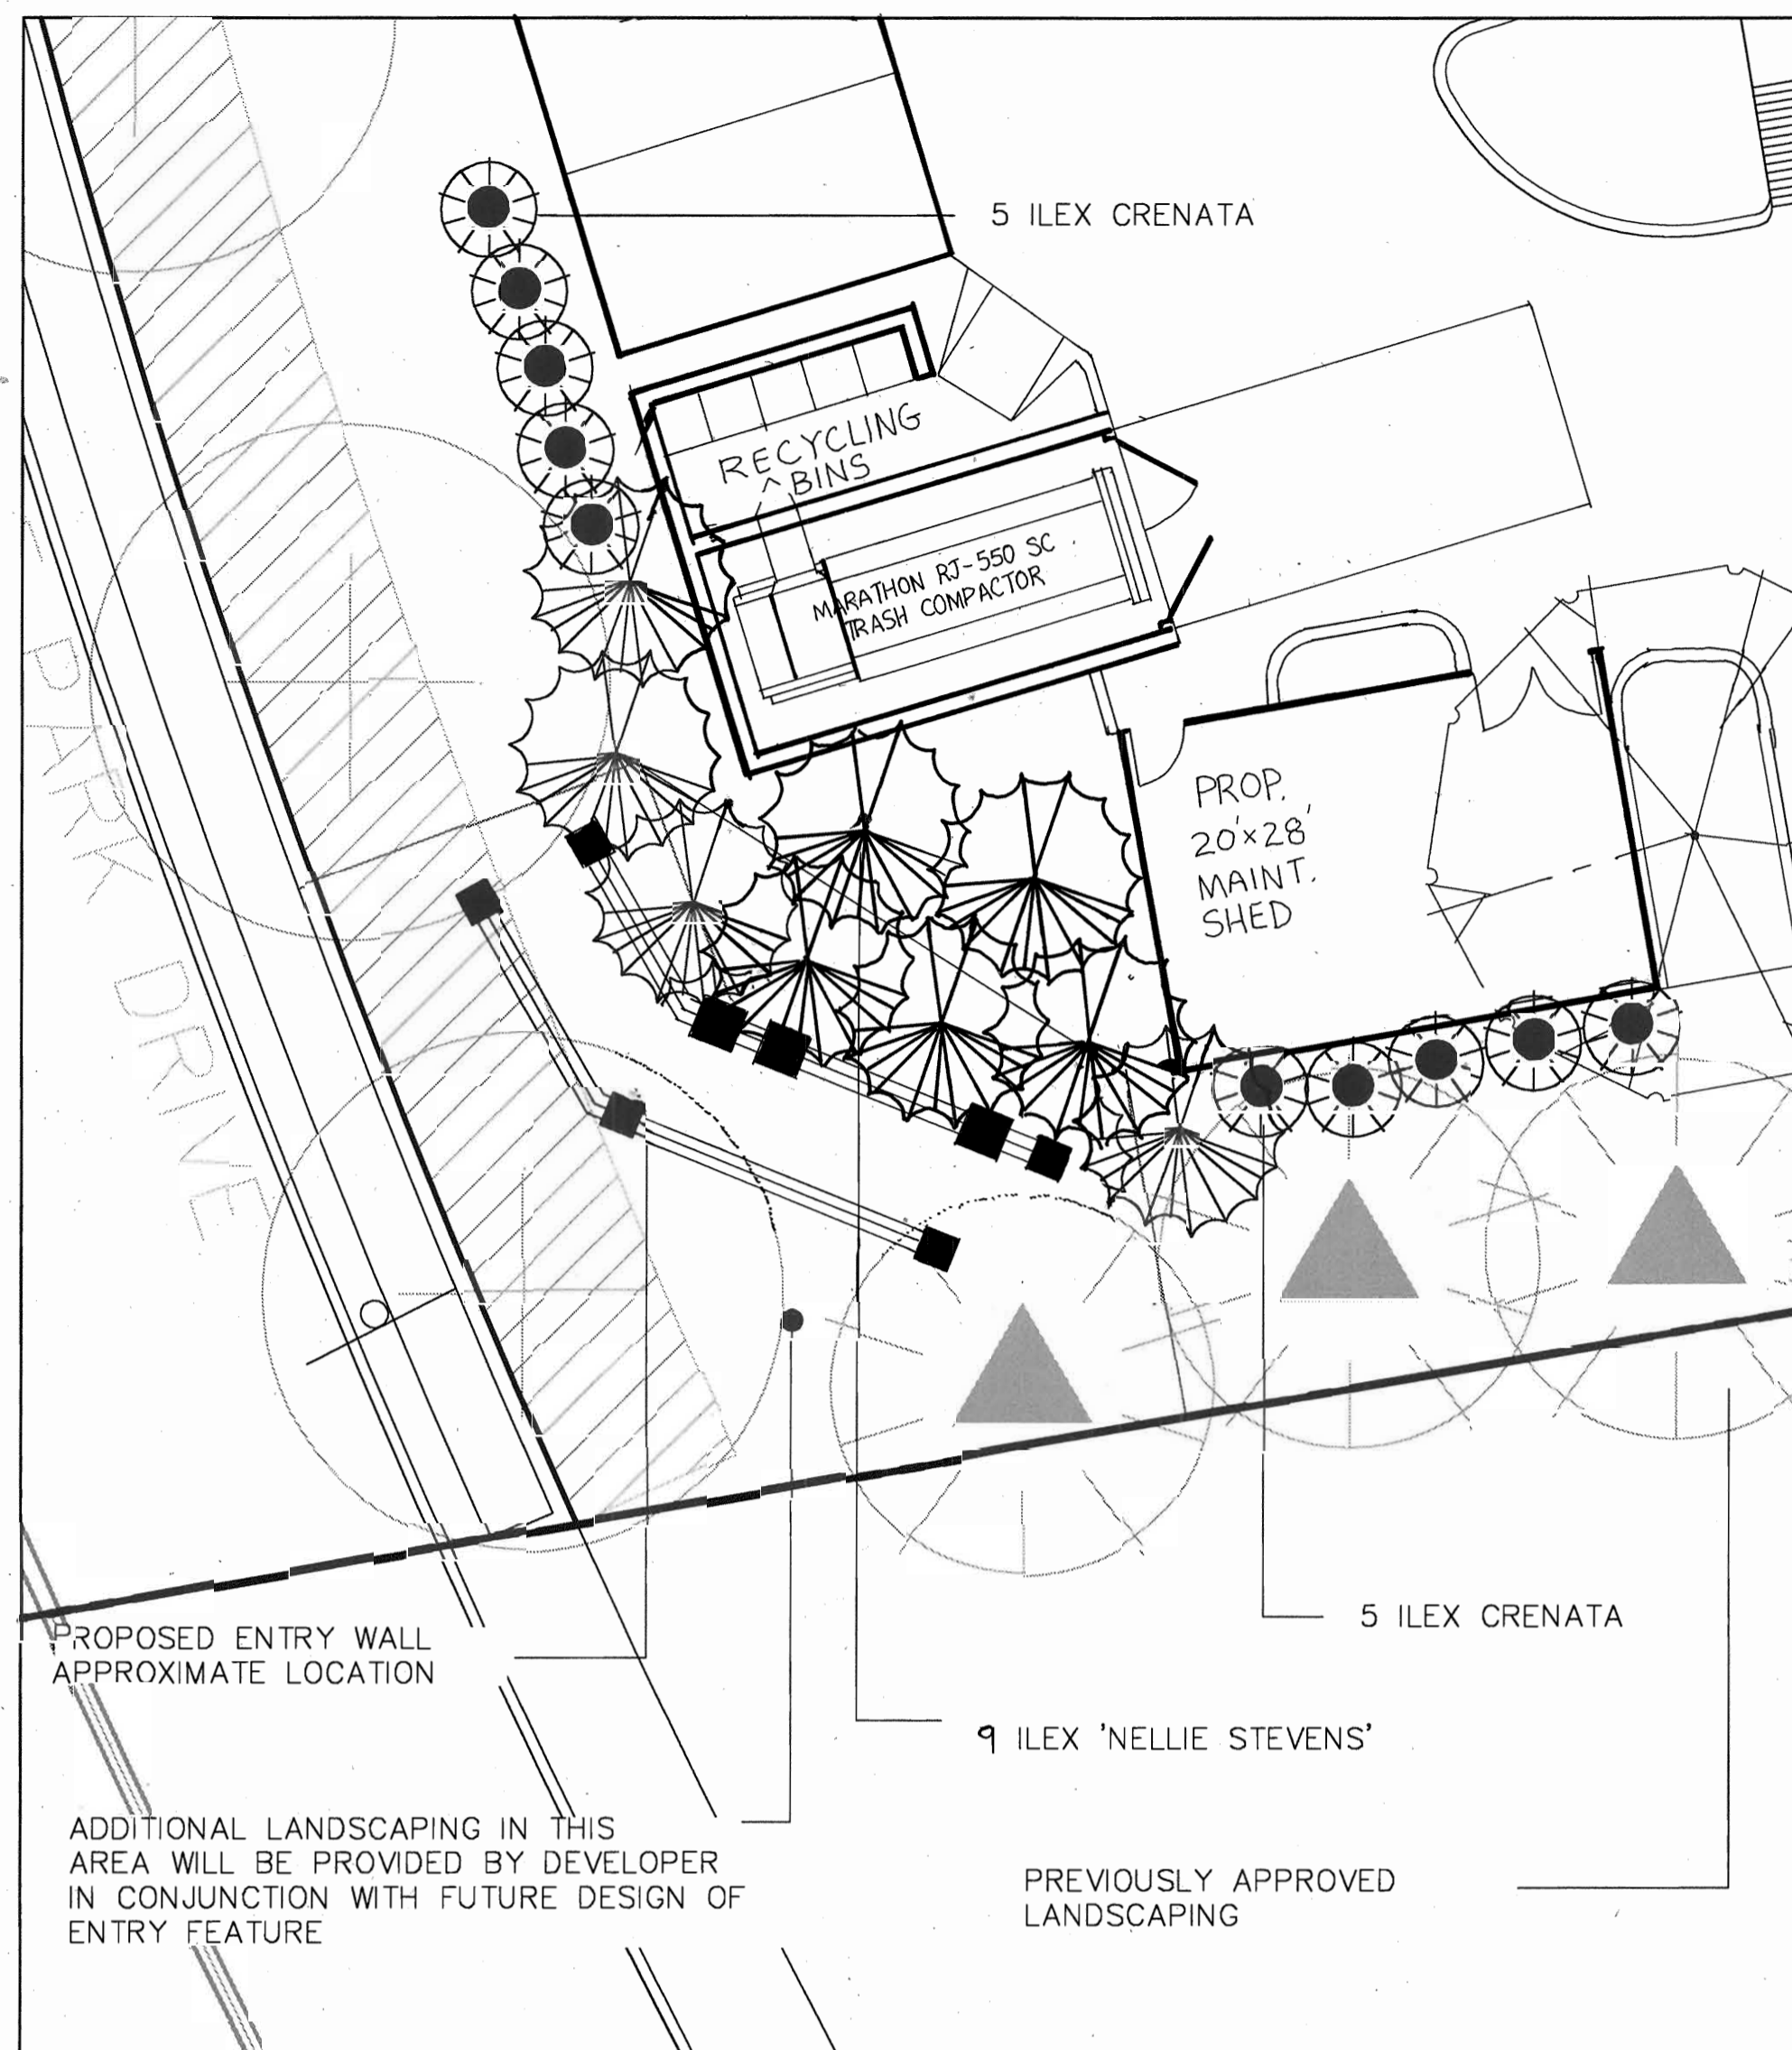 5 ILEX CRENATA
RECYCLING
^ BINS
MARATHON RJ-550 SC
TRASH COMPACTOR
PROP.
20'x28'
MAINT.
SHED
PARK DRIVE
5 ILEX CRENATA
PROPOSED ENTRY WALL
APPROXIMATE LOCATION
9 ILEX 'NELLIE STEVENS'
ADDITIONAL LANDSCAPING IN THIS
AREA WILL BE PROVIDED BY DEVELOPER
IN CONJUNCTION WITH FUTURE DESIGN OF
ENTRY FEATURE
PREVIOUSLY APPROVED
LANDSCAPING